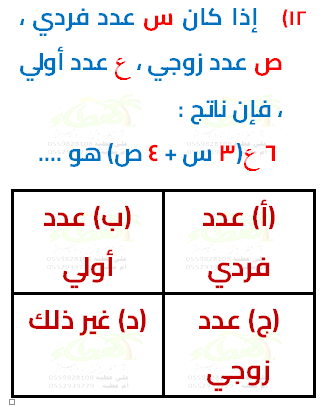 ١٢) إذا كان س عدد فردي ،
ص عدد زوجي ، ع عدد أولي
، فإن ناتج :
٦ ع(٣ س + ٤ ص) هو ....
(أ) عدد فردي
(ب) عدد أولي
(ج) عدد زوجي
(د) غير ذلك